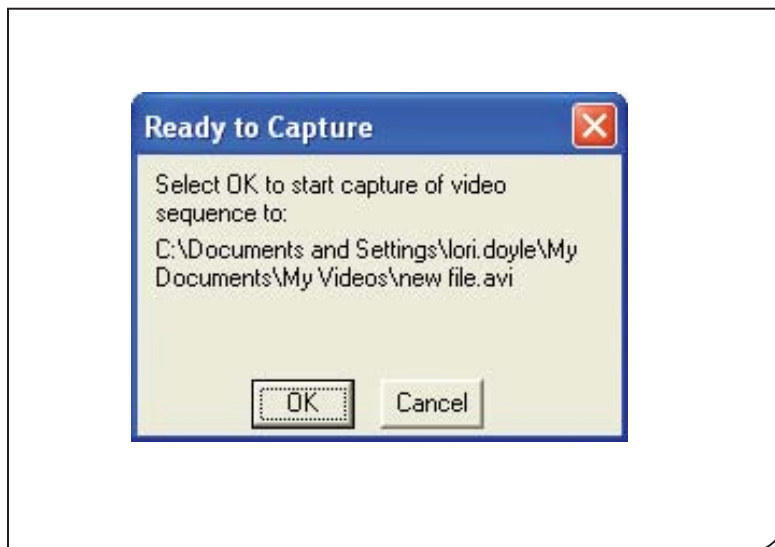 Ready to Capture
Select OK to start capture of video
sequence to:
C:\Documents and Settings\lori.doyle\My
Documents\My Videos\new file.avi
OK
Cancel